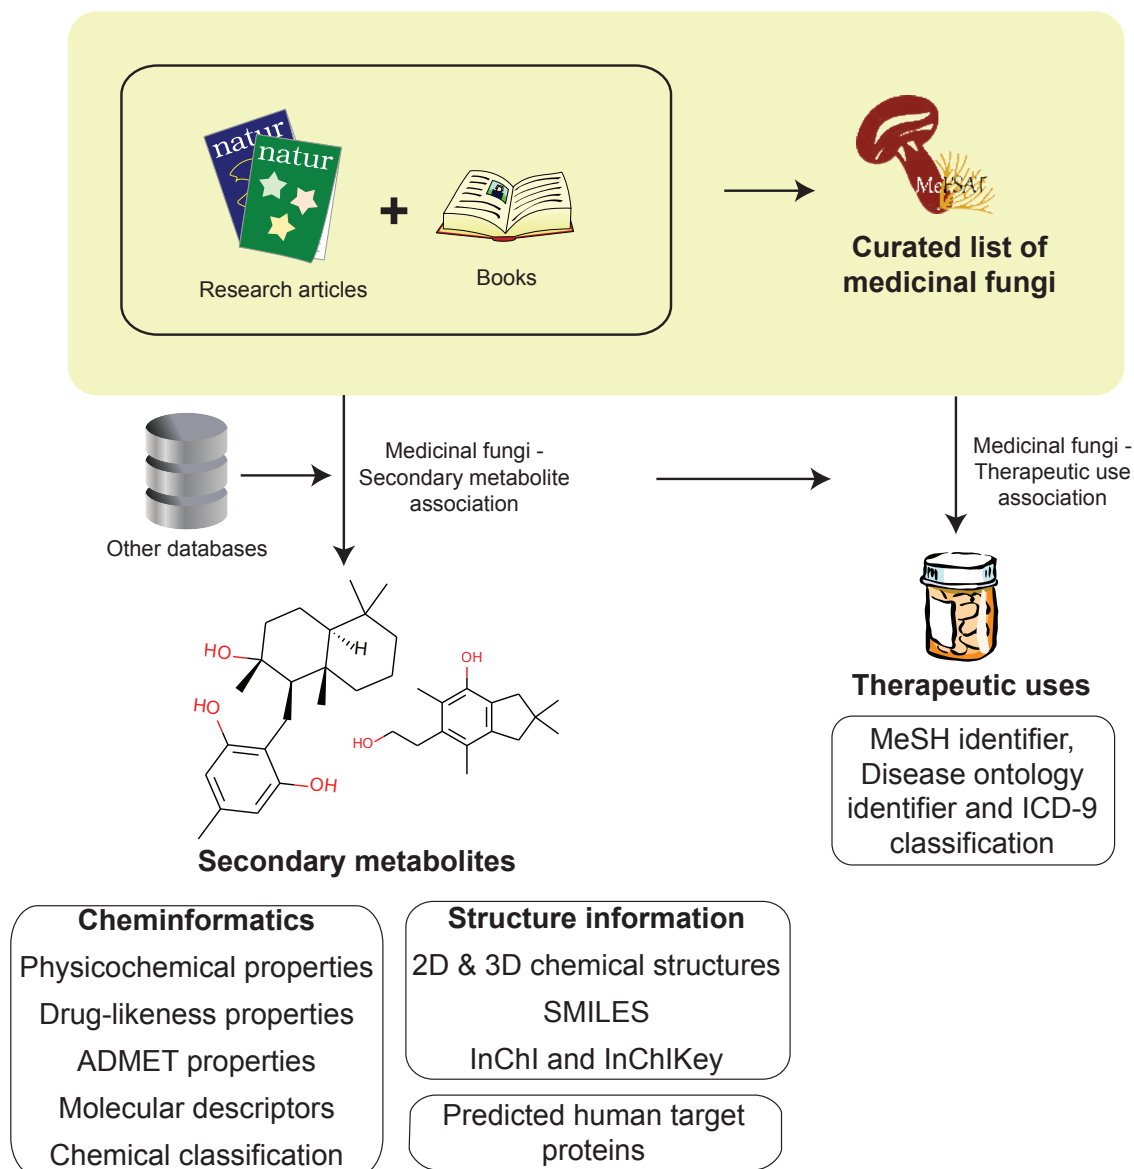 natur
natur
Research articles
+
Books
MeFSAT
Curated list of
medicinal fungi
Other databases
Medicinal fungi -
Secondary metabolite
association
Medicinal fungi -
Therapeutic use
association
HO
H
HO
OH
OH
HO
Secondary metabolites
Therapeutic uses
MeSH identifier,
Disease ontology
identifier and ICD-9
classification
Cheminformatics
Physicochemical properties
Drug-likeness properties
ADMET properties
Molecular descriptors
Chemical classification
Structure information
2D & 3D chemical structures
SMILES
InChI and InChIKey
Predicted human target
proteins